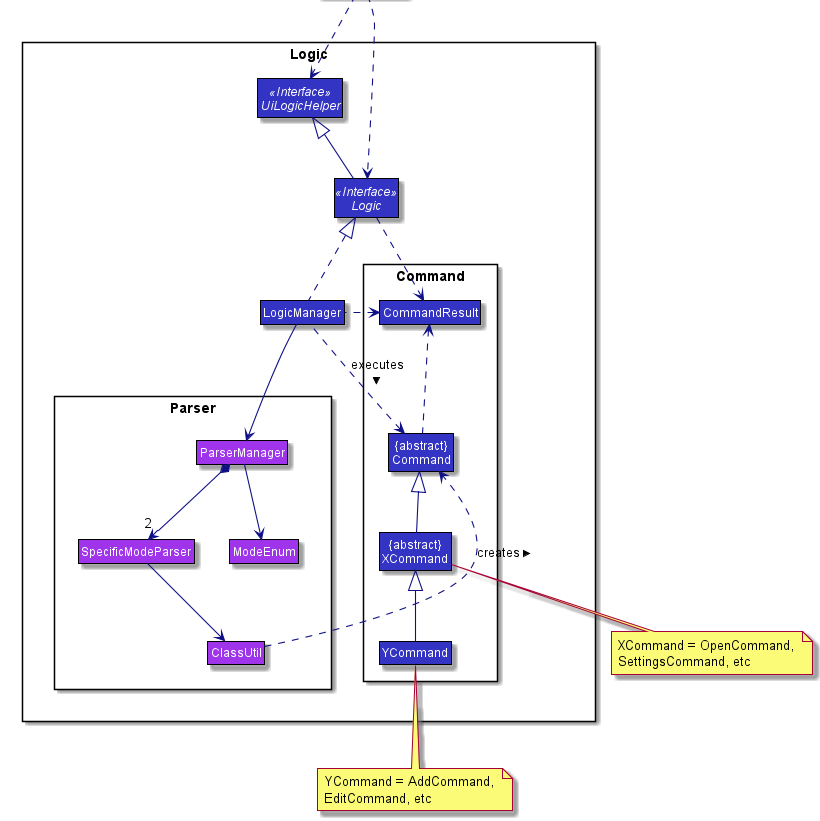 Logic
«Interface»
UiLogicHelper
«Interface»
Logic
Command
LogicManager
CommandResult
executes
Parser
ParserManager
{abstract}
Command
2
SpecificModeParser
ModeEnum
{abstract}
XCommand
creates
ClassUtil
YCommand
XCommand = OpenCommand,
SettingsCommand, etc
YCommand = AddCommand,
EditCommand, etc